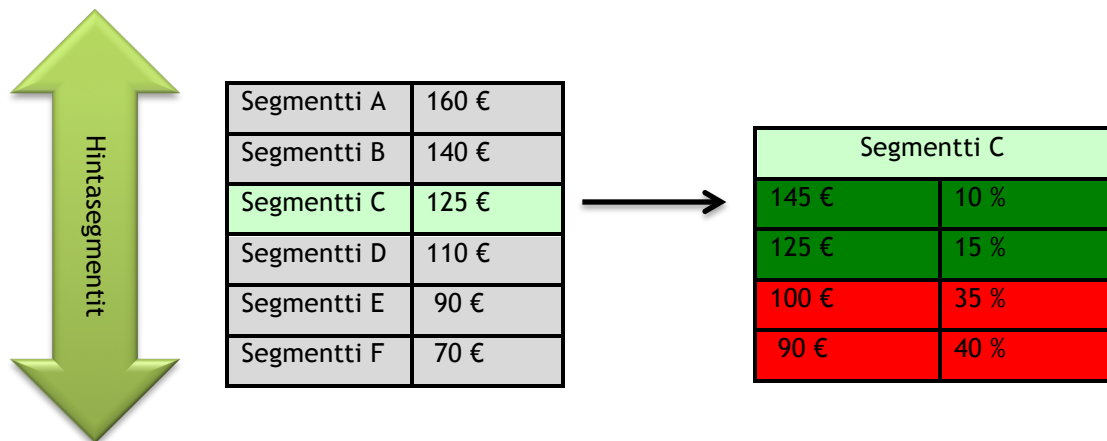 Hintasegmentit
Segmentti A 160 €
Segmentti B 140 €
Segmentti C 125 €
Segmentti D 110 €
Segmentti E 90 €
Segmentti F 70 €
Segmentti C
145 € 10 %
125 € 15 %
100 € 35 %
90 € 40 %